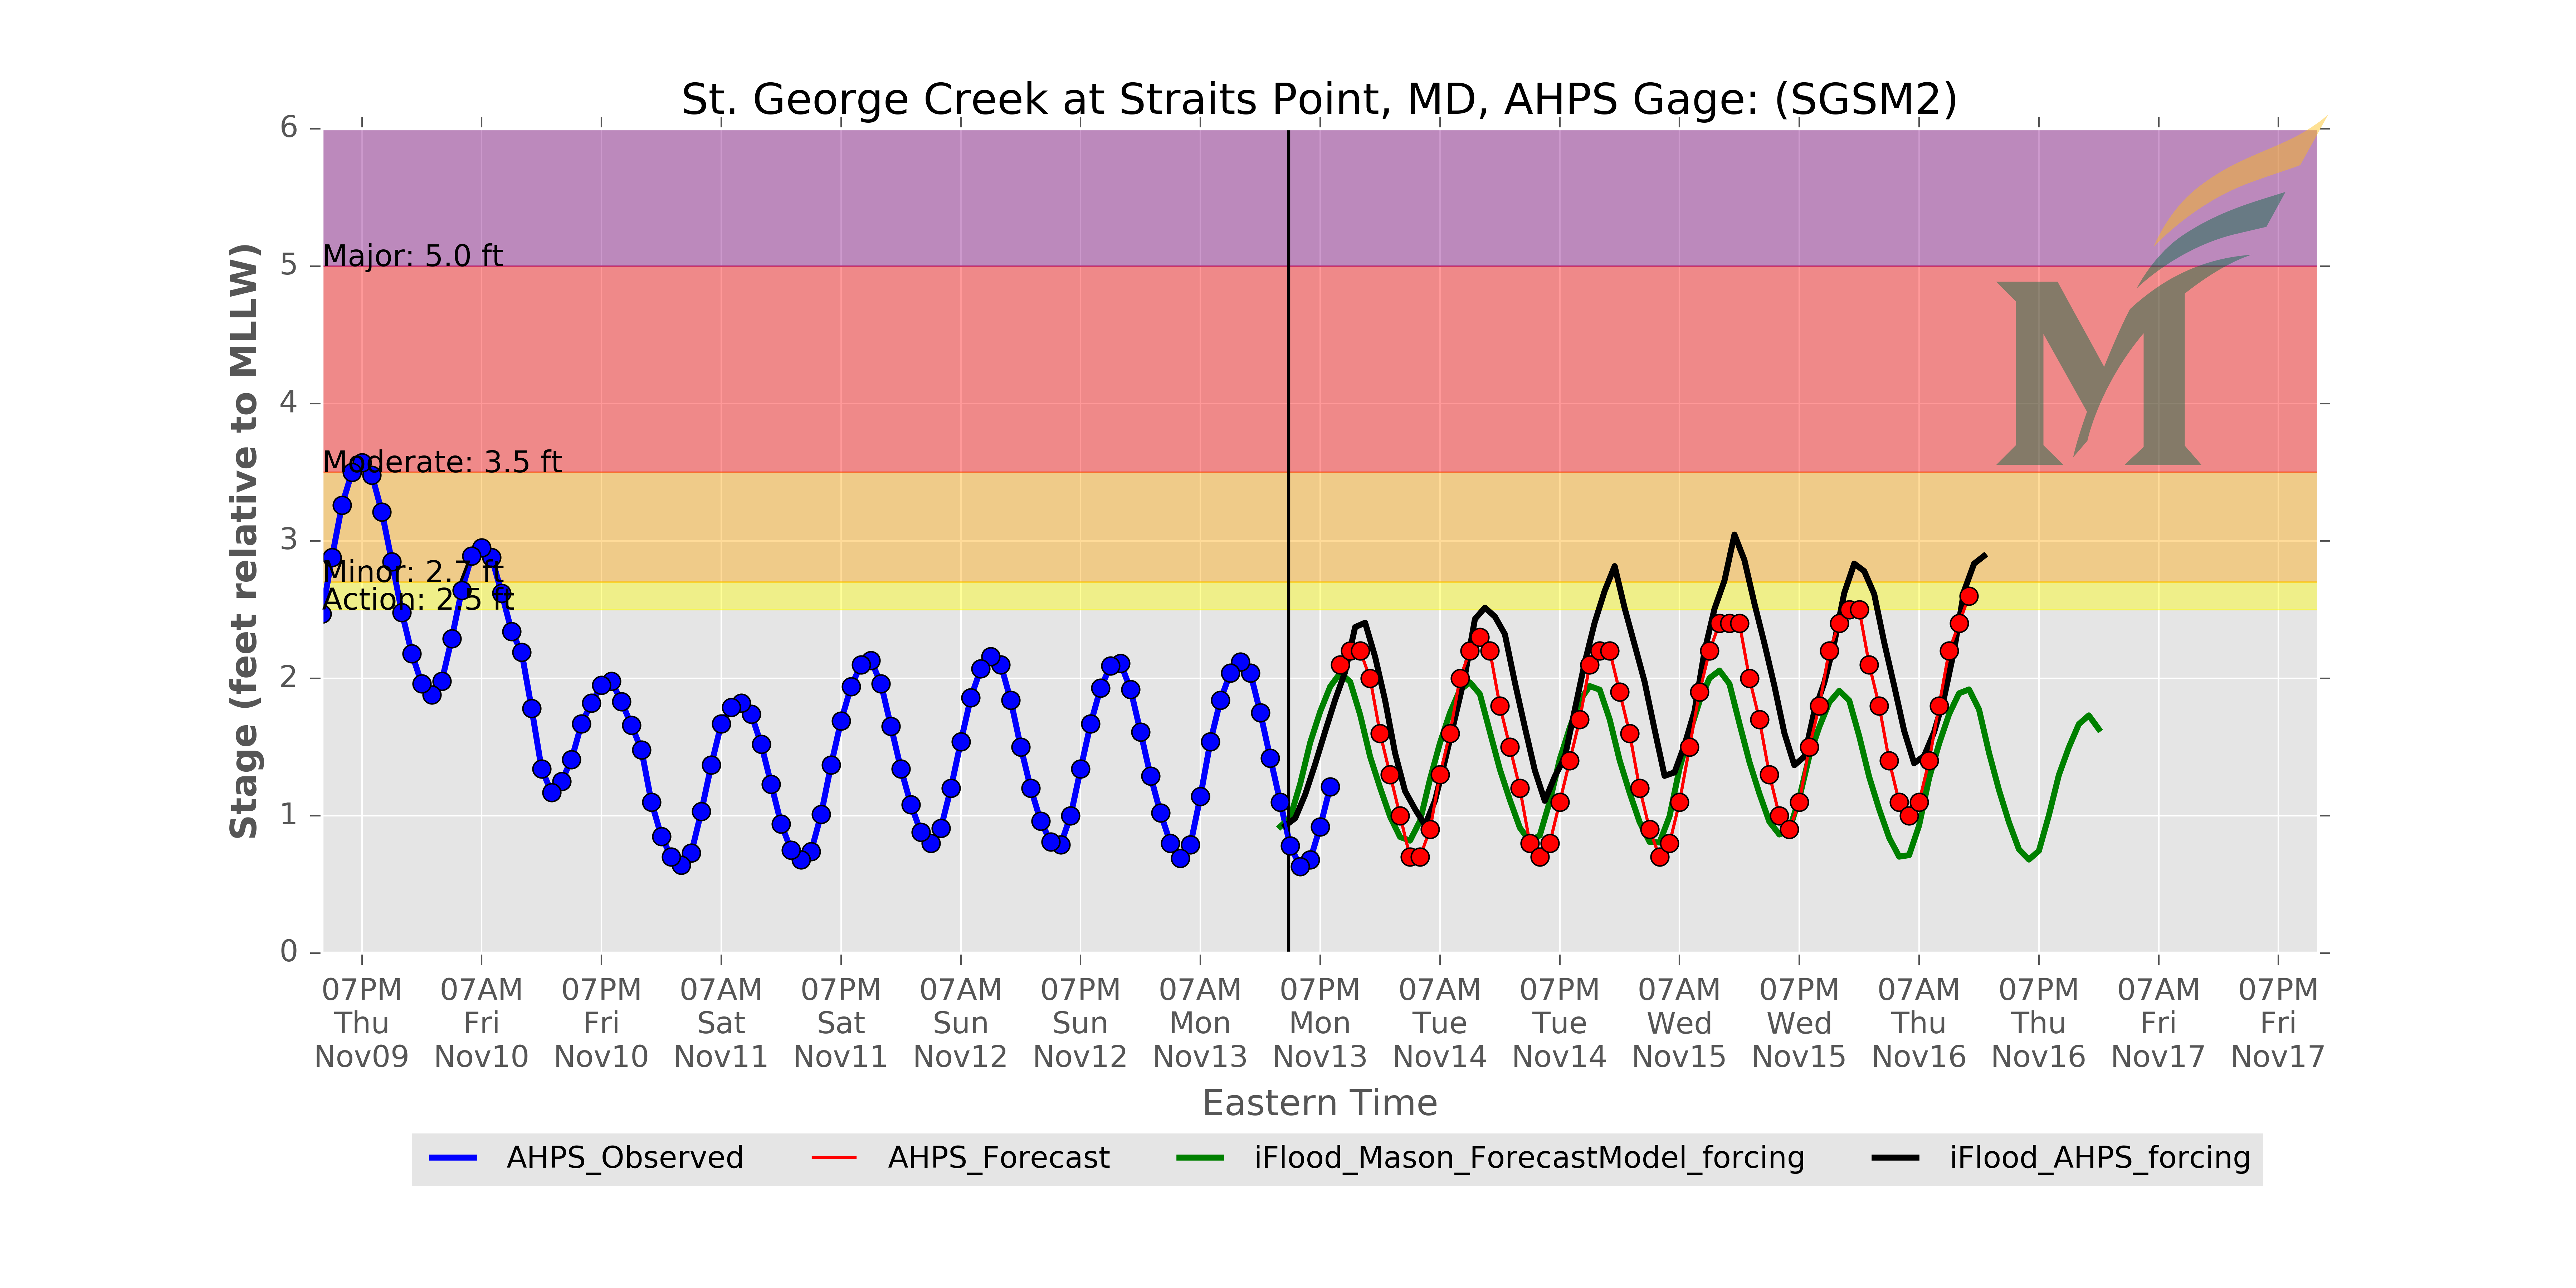 St. George Creek at Straits Point, MD, AHPS Gage: (SGSM2)
Stage (feet relative to MLLW)
6
5
4
3
2
1
0
Major: 5.0 ft
Moderate: 3.5 ft
Minor: 2.7 ft
Action: 2.5 ft
M
07PM 07AM 07PM 07AM 07PM 07AM 07PM 07AM 07PM 07AM 07PM 07AM 07PM 07AM 07PM 07AM 07PM
Thu Fri Fri Sat Sat Sun Sun Mon Mon Tue Tue Wed Wed Thu Thu Fri Fri
Nov09 Nov10 Nov10 Nov11 Nov11 Nov12 Nov12 Nov13 Nov13 Nov14 Nov14 Nov15 Nov15 Nov16 Nov16 Nov17 Nov17
Eastern Time
AHPS_Observed AHPS_Forecast iFlood_Mason_ForecastModel_forcing iFlood_AHPS_forcing